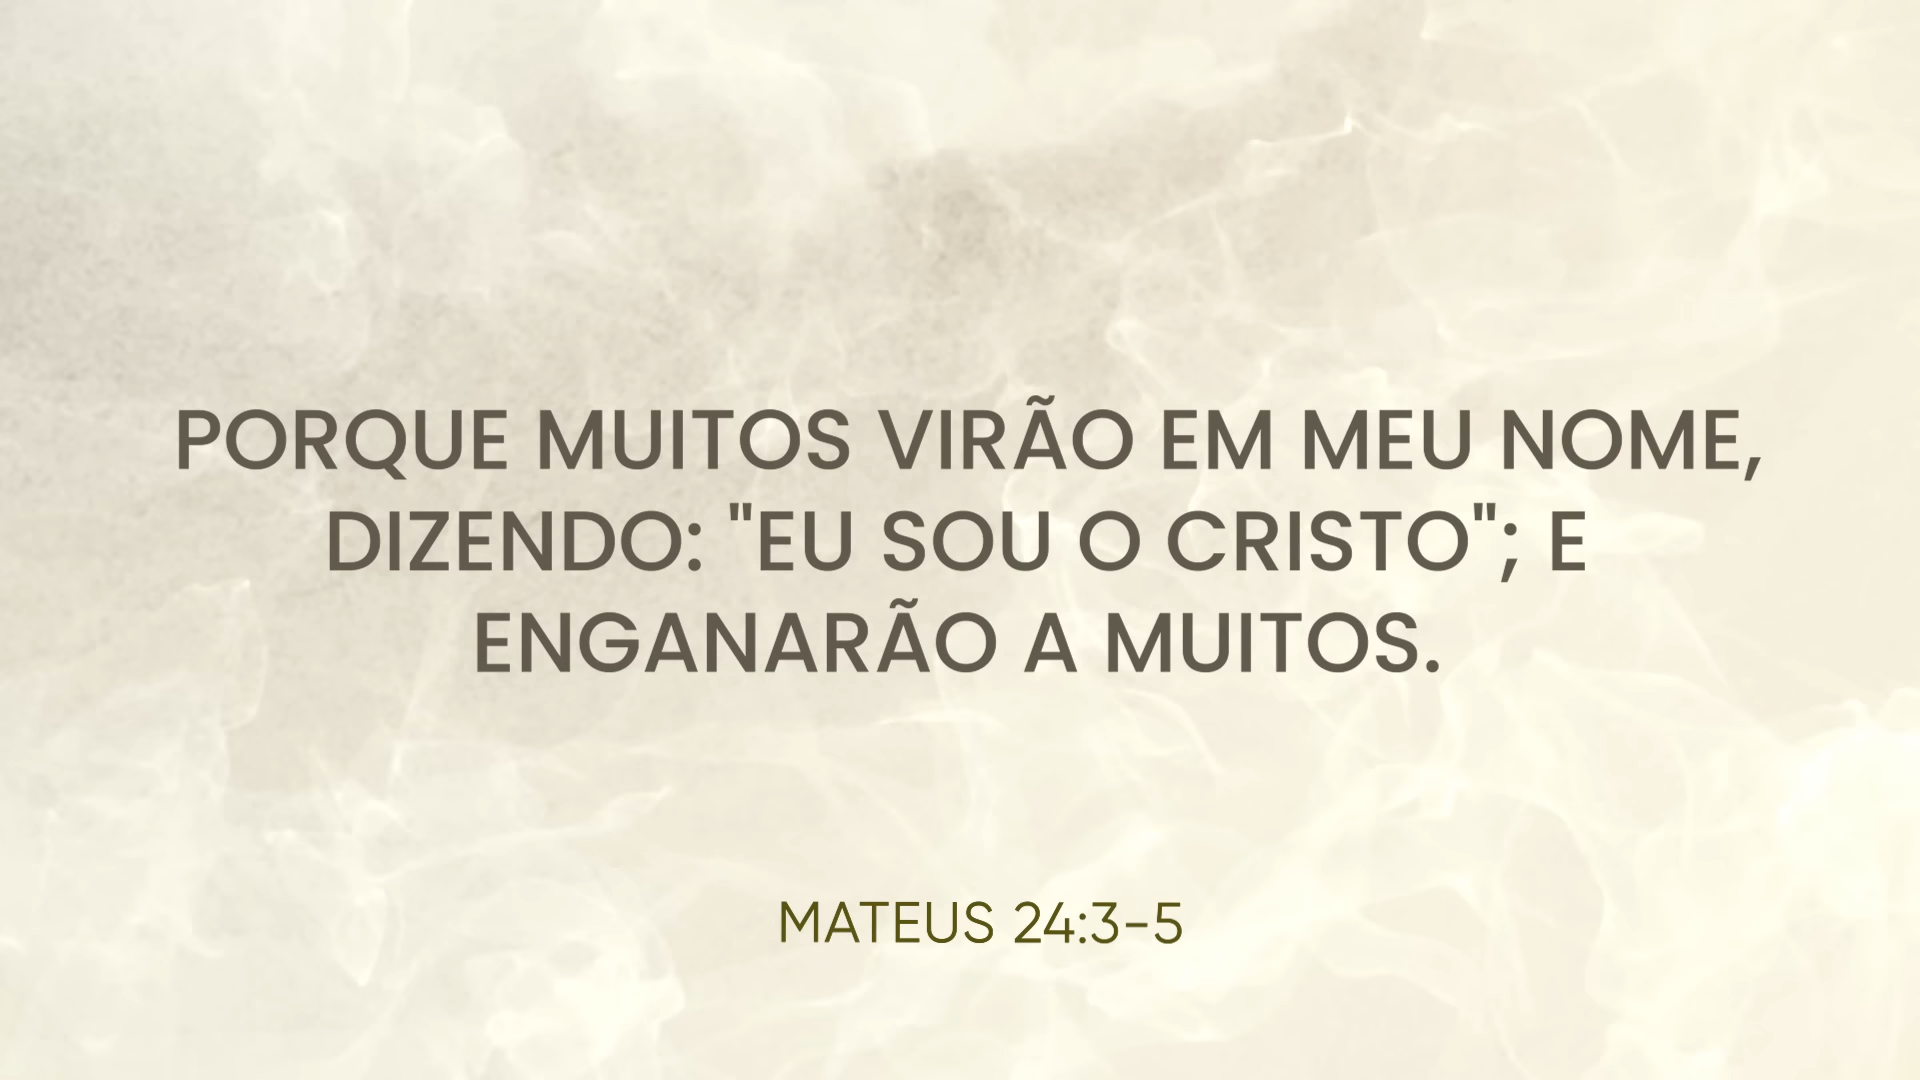 PORQUE MUITOS VIRÃO EM MEU NOME,
DIZENDO: "EU SOU O CRISTO"; E
ENGANARÃO A MUITOS.
MATEUS 24:3-5